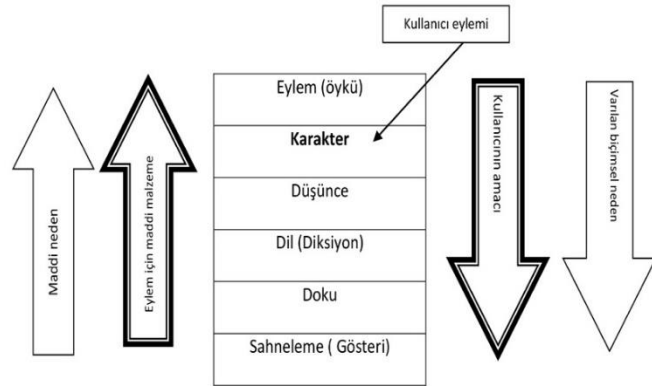 Kullanıcı eylemi
Maddi neden
Eylem için maddi malzeme
Eylem (öykü)
Karakter
Düşünce
Dil (Diksiyon)
Doku
Sahneleme ( Gösteri)
Kullanıcının amacı
Varılan biçimsel neden